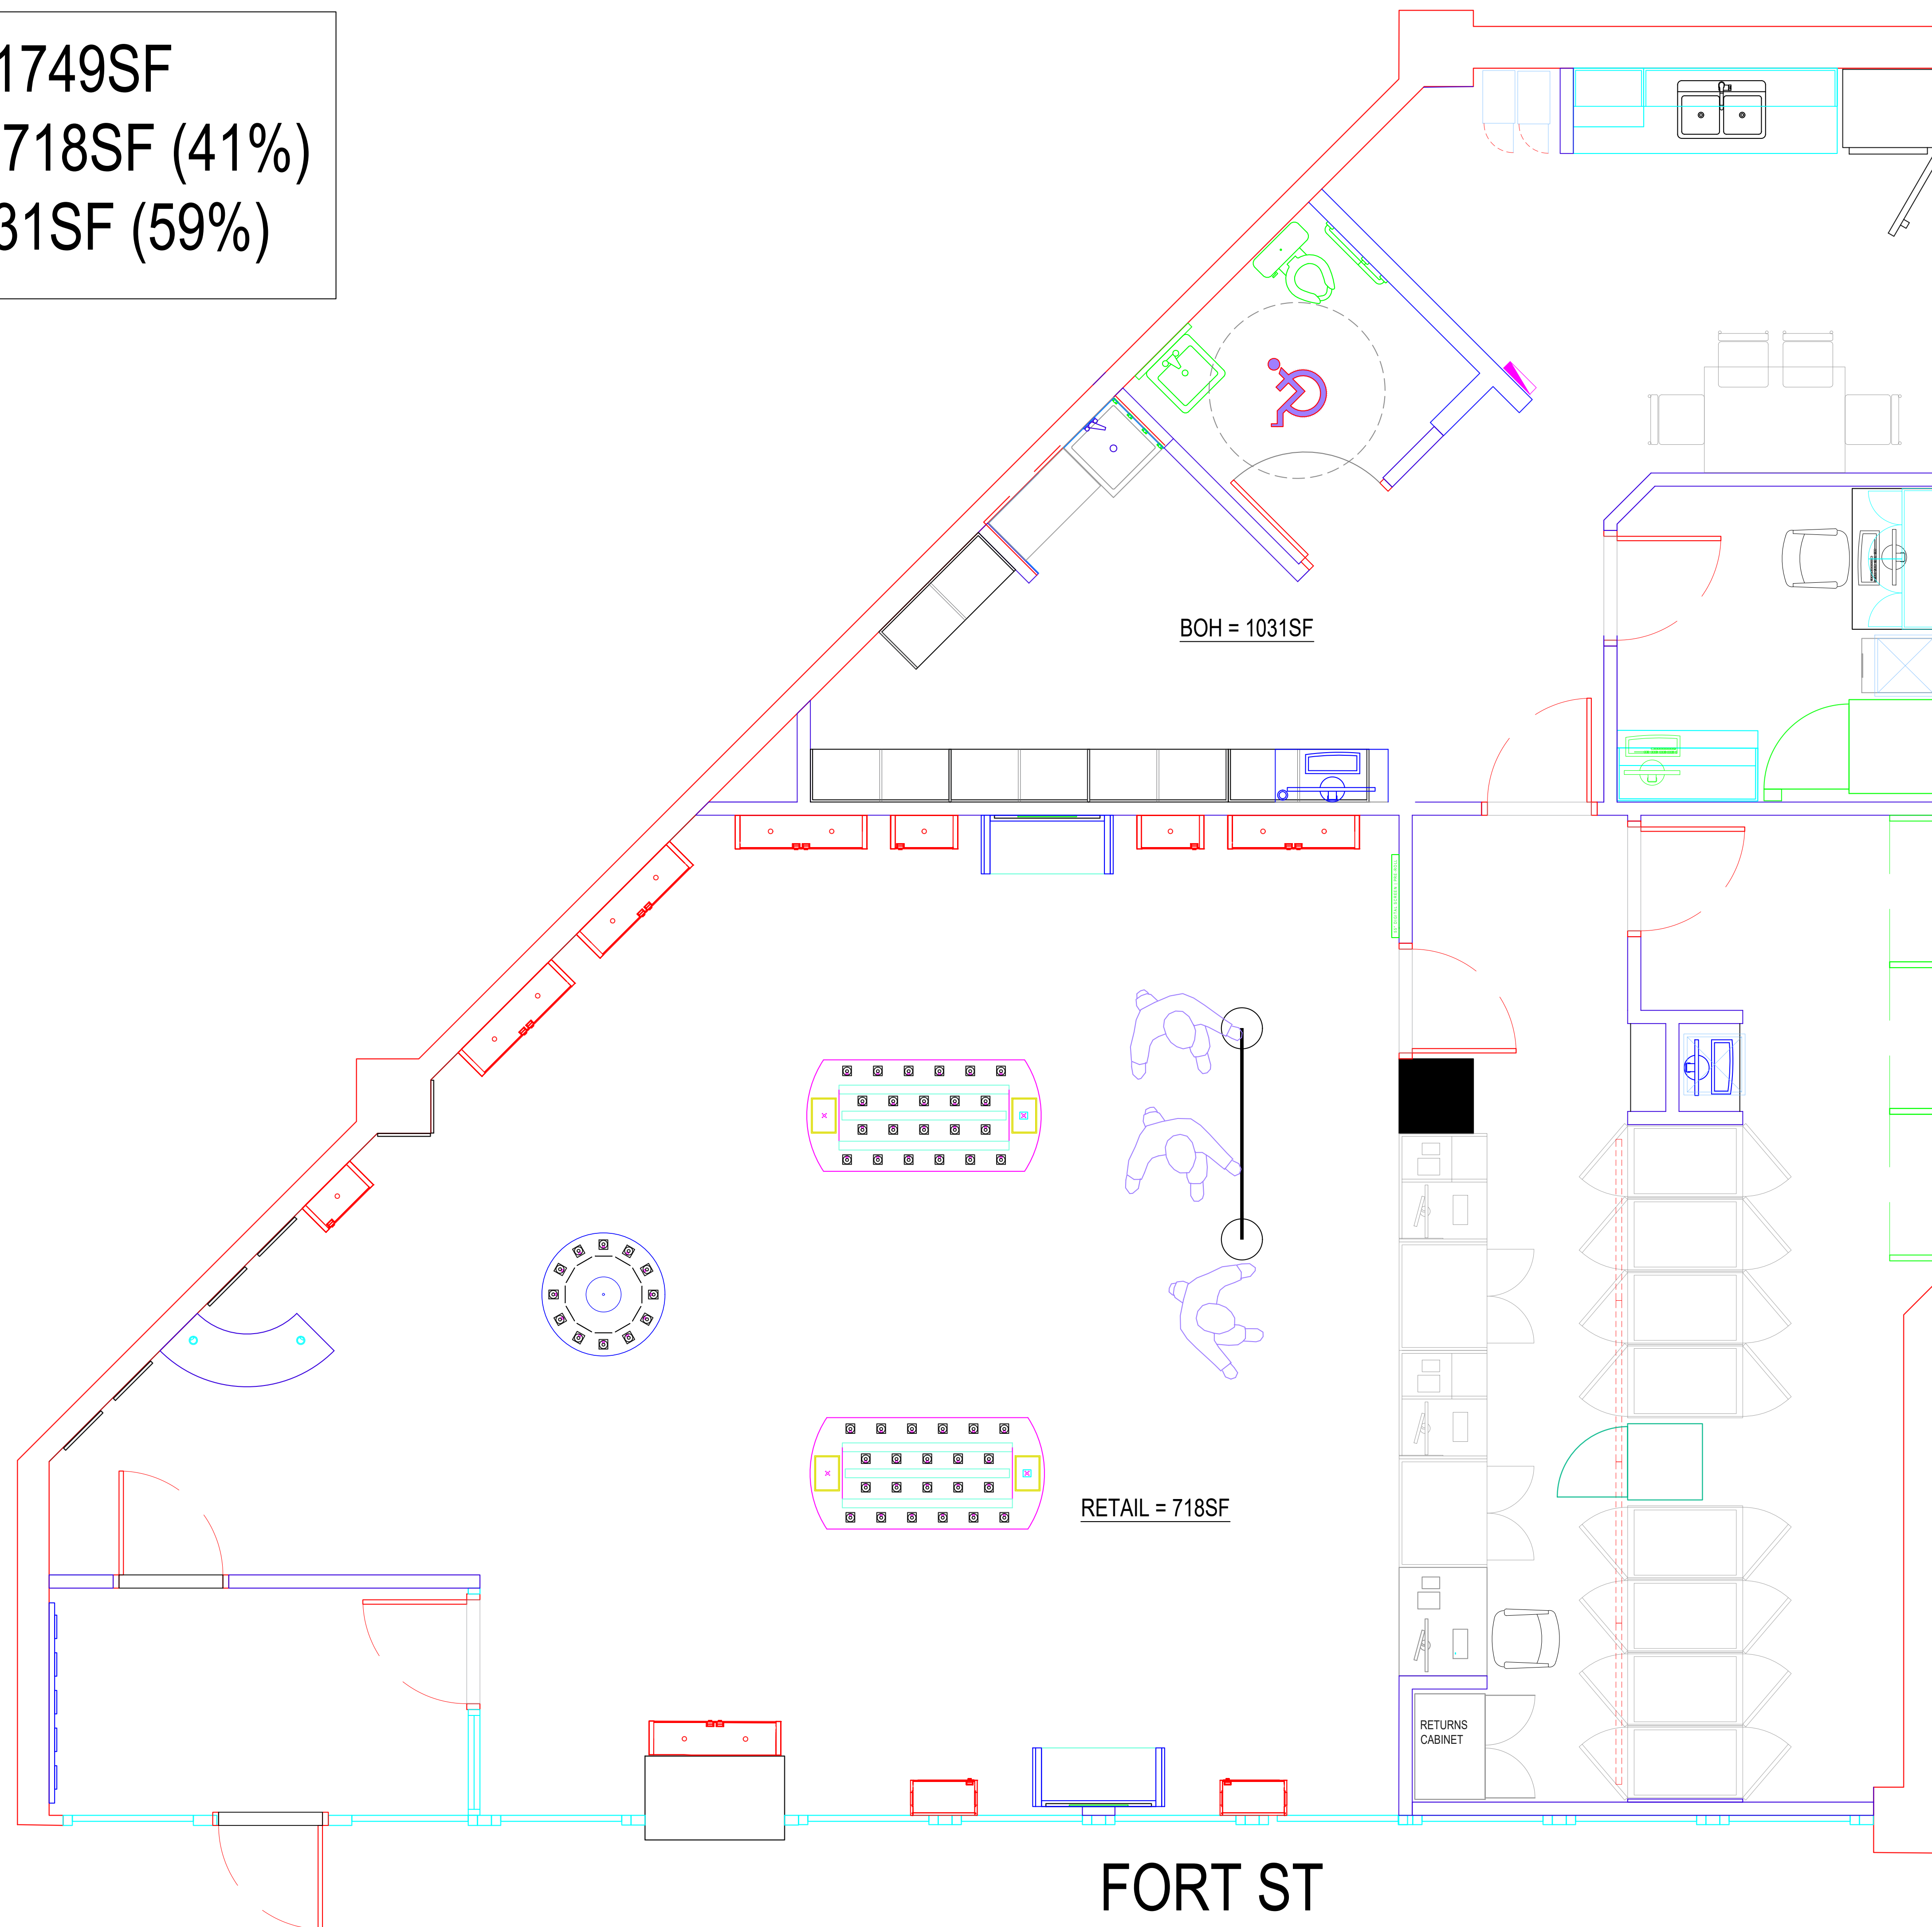 1749SF
718SF (41%)
31SF (59%)
BOH = 1031SF
RETAIL = 718SF
RETURNS
CABINET
FORT ST